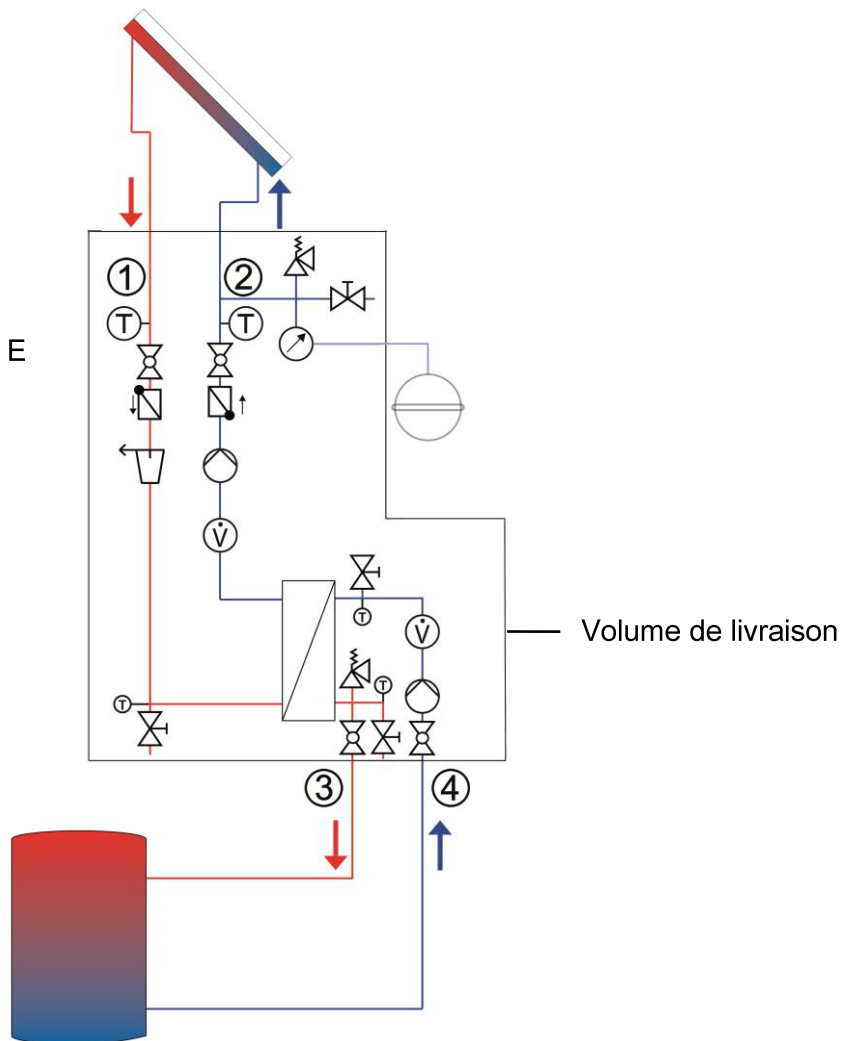 ① ②
T T
E
V̇
Volume de livraison
T
V̇
T
T
③ ④